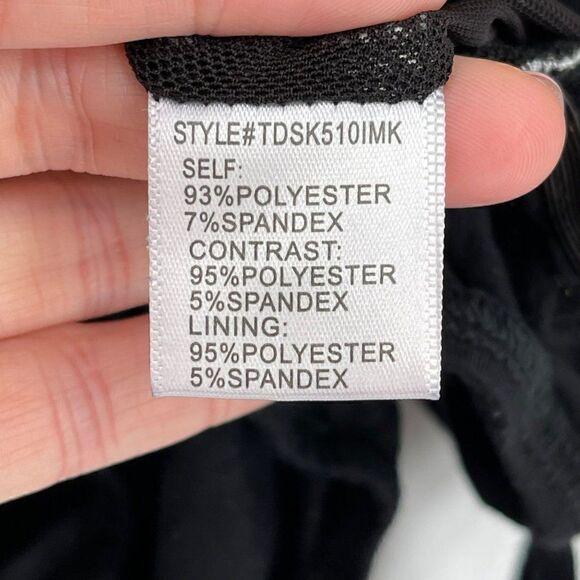 STYLE#TDSK510IMK
SELF:
93%POLYESTER
7%SPANDEX
CONTRAST:
95%POLYESTER
5%SPANDEX
LINING:
95%POLYESTER
5%SPANDEX